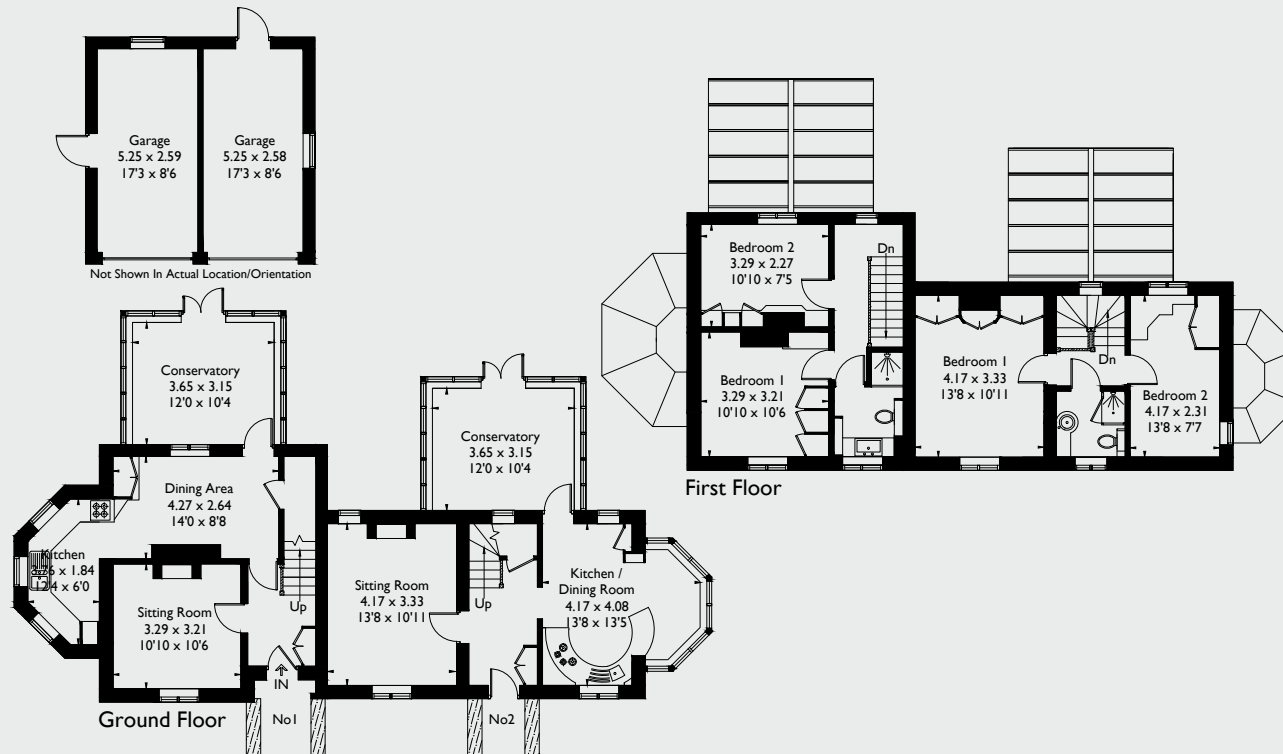 Garage
5.25 x 2.59
17'3 x 8'6
Garage
5.25 x 2.58
17'3 x 8'6
Not Shown In Actual Location/Orientation
Conservatory
3.65 x 3.15
12'0 x 10'4
Dining Area
4.27 x 2.64
14'0 x 8'8
Kitchen
x 1.84
x 6'0
Sitting Room
3.29 x 3.21
10'10 x 10'6
Up
IN
No1
Ground Floor
Conservatory
3.65 x 3.15
12'0 x 10'4
Sitting Room
4.17 x 3.33
13'8 x 10'11
Up
Kitchen /
Dining Room
4.17 x 4.08
13'8 x 13'5
No2
Bedroom 2
3.29 x 2.27
10'10 x 7'5
Dn
Bedroom 1
3.29 x 3.21
10'10 x 10'6
Bedroom 1
4.17 x 3.33
13'8 x 10'11
Dn
Bedroom 2
4.17 x 2.31
13'8 x 7'7
First Floor